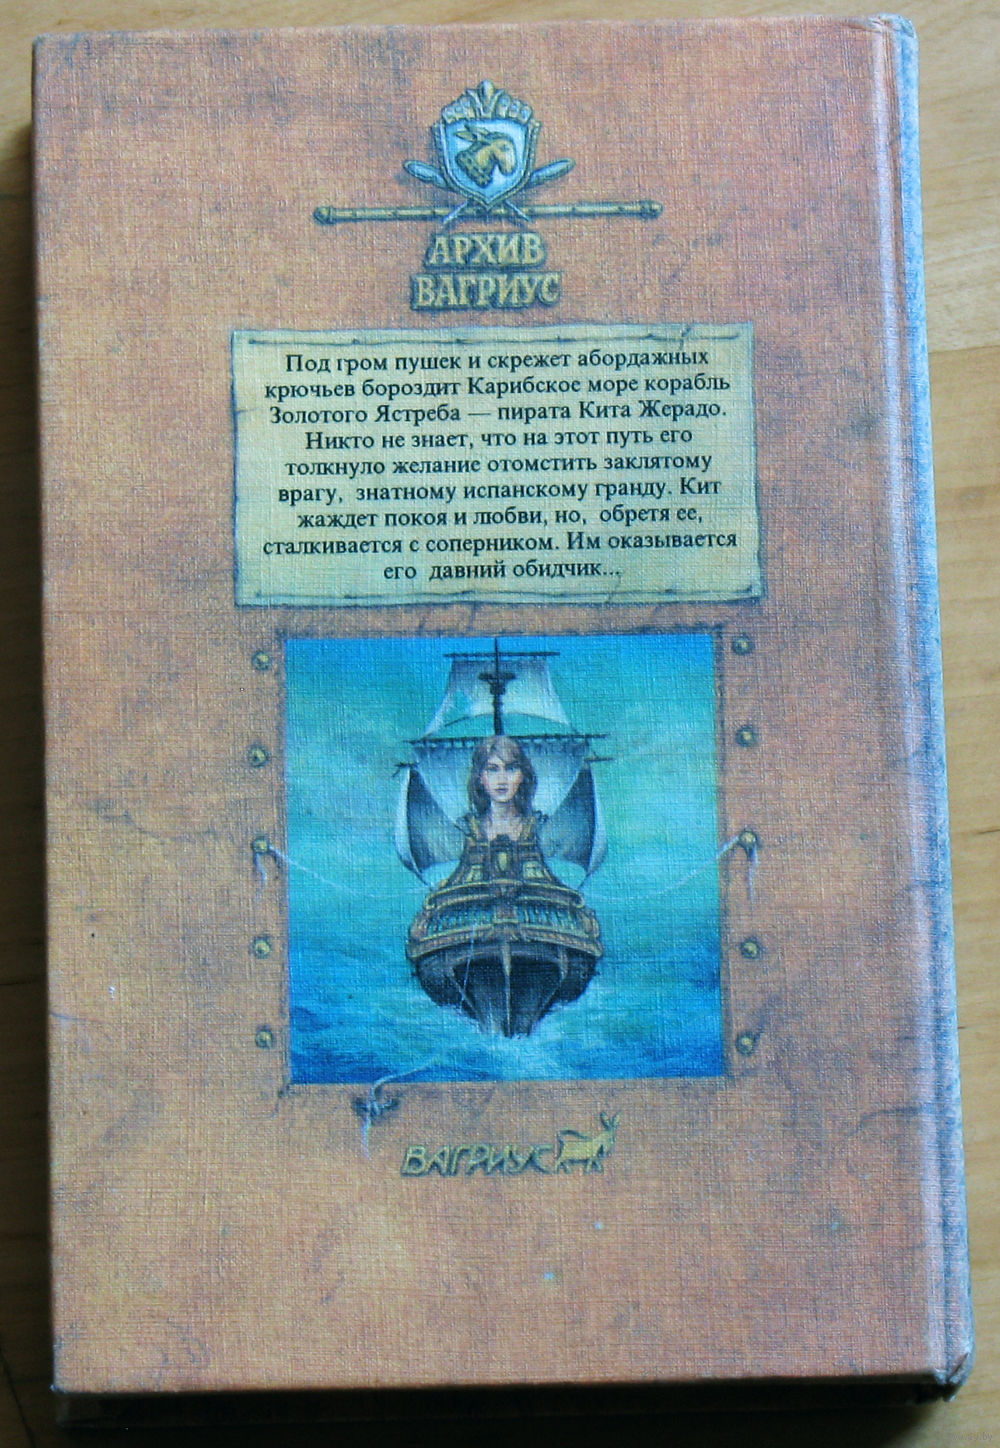 АРХИВ
ВАГРИУС
Под гром пушек и скрежет абордажных
крючьев бороздит Карибское море корабль
Золотого Ястреба — пирата Кита Жерадо.
Никто не знает, что на этот путь его
толкнуло желание отомстить заклятому
врагу, знатному испанскому гранду. Кит
жаждет покоя и любви, но, обретя ее,
сталкивается с соперником. Им оказывается
его давний обидчик...
ВАГРИУС